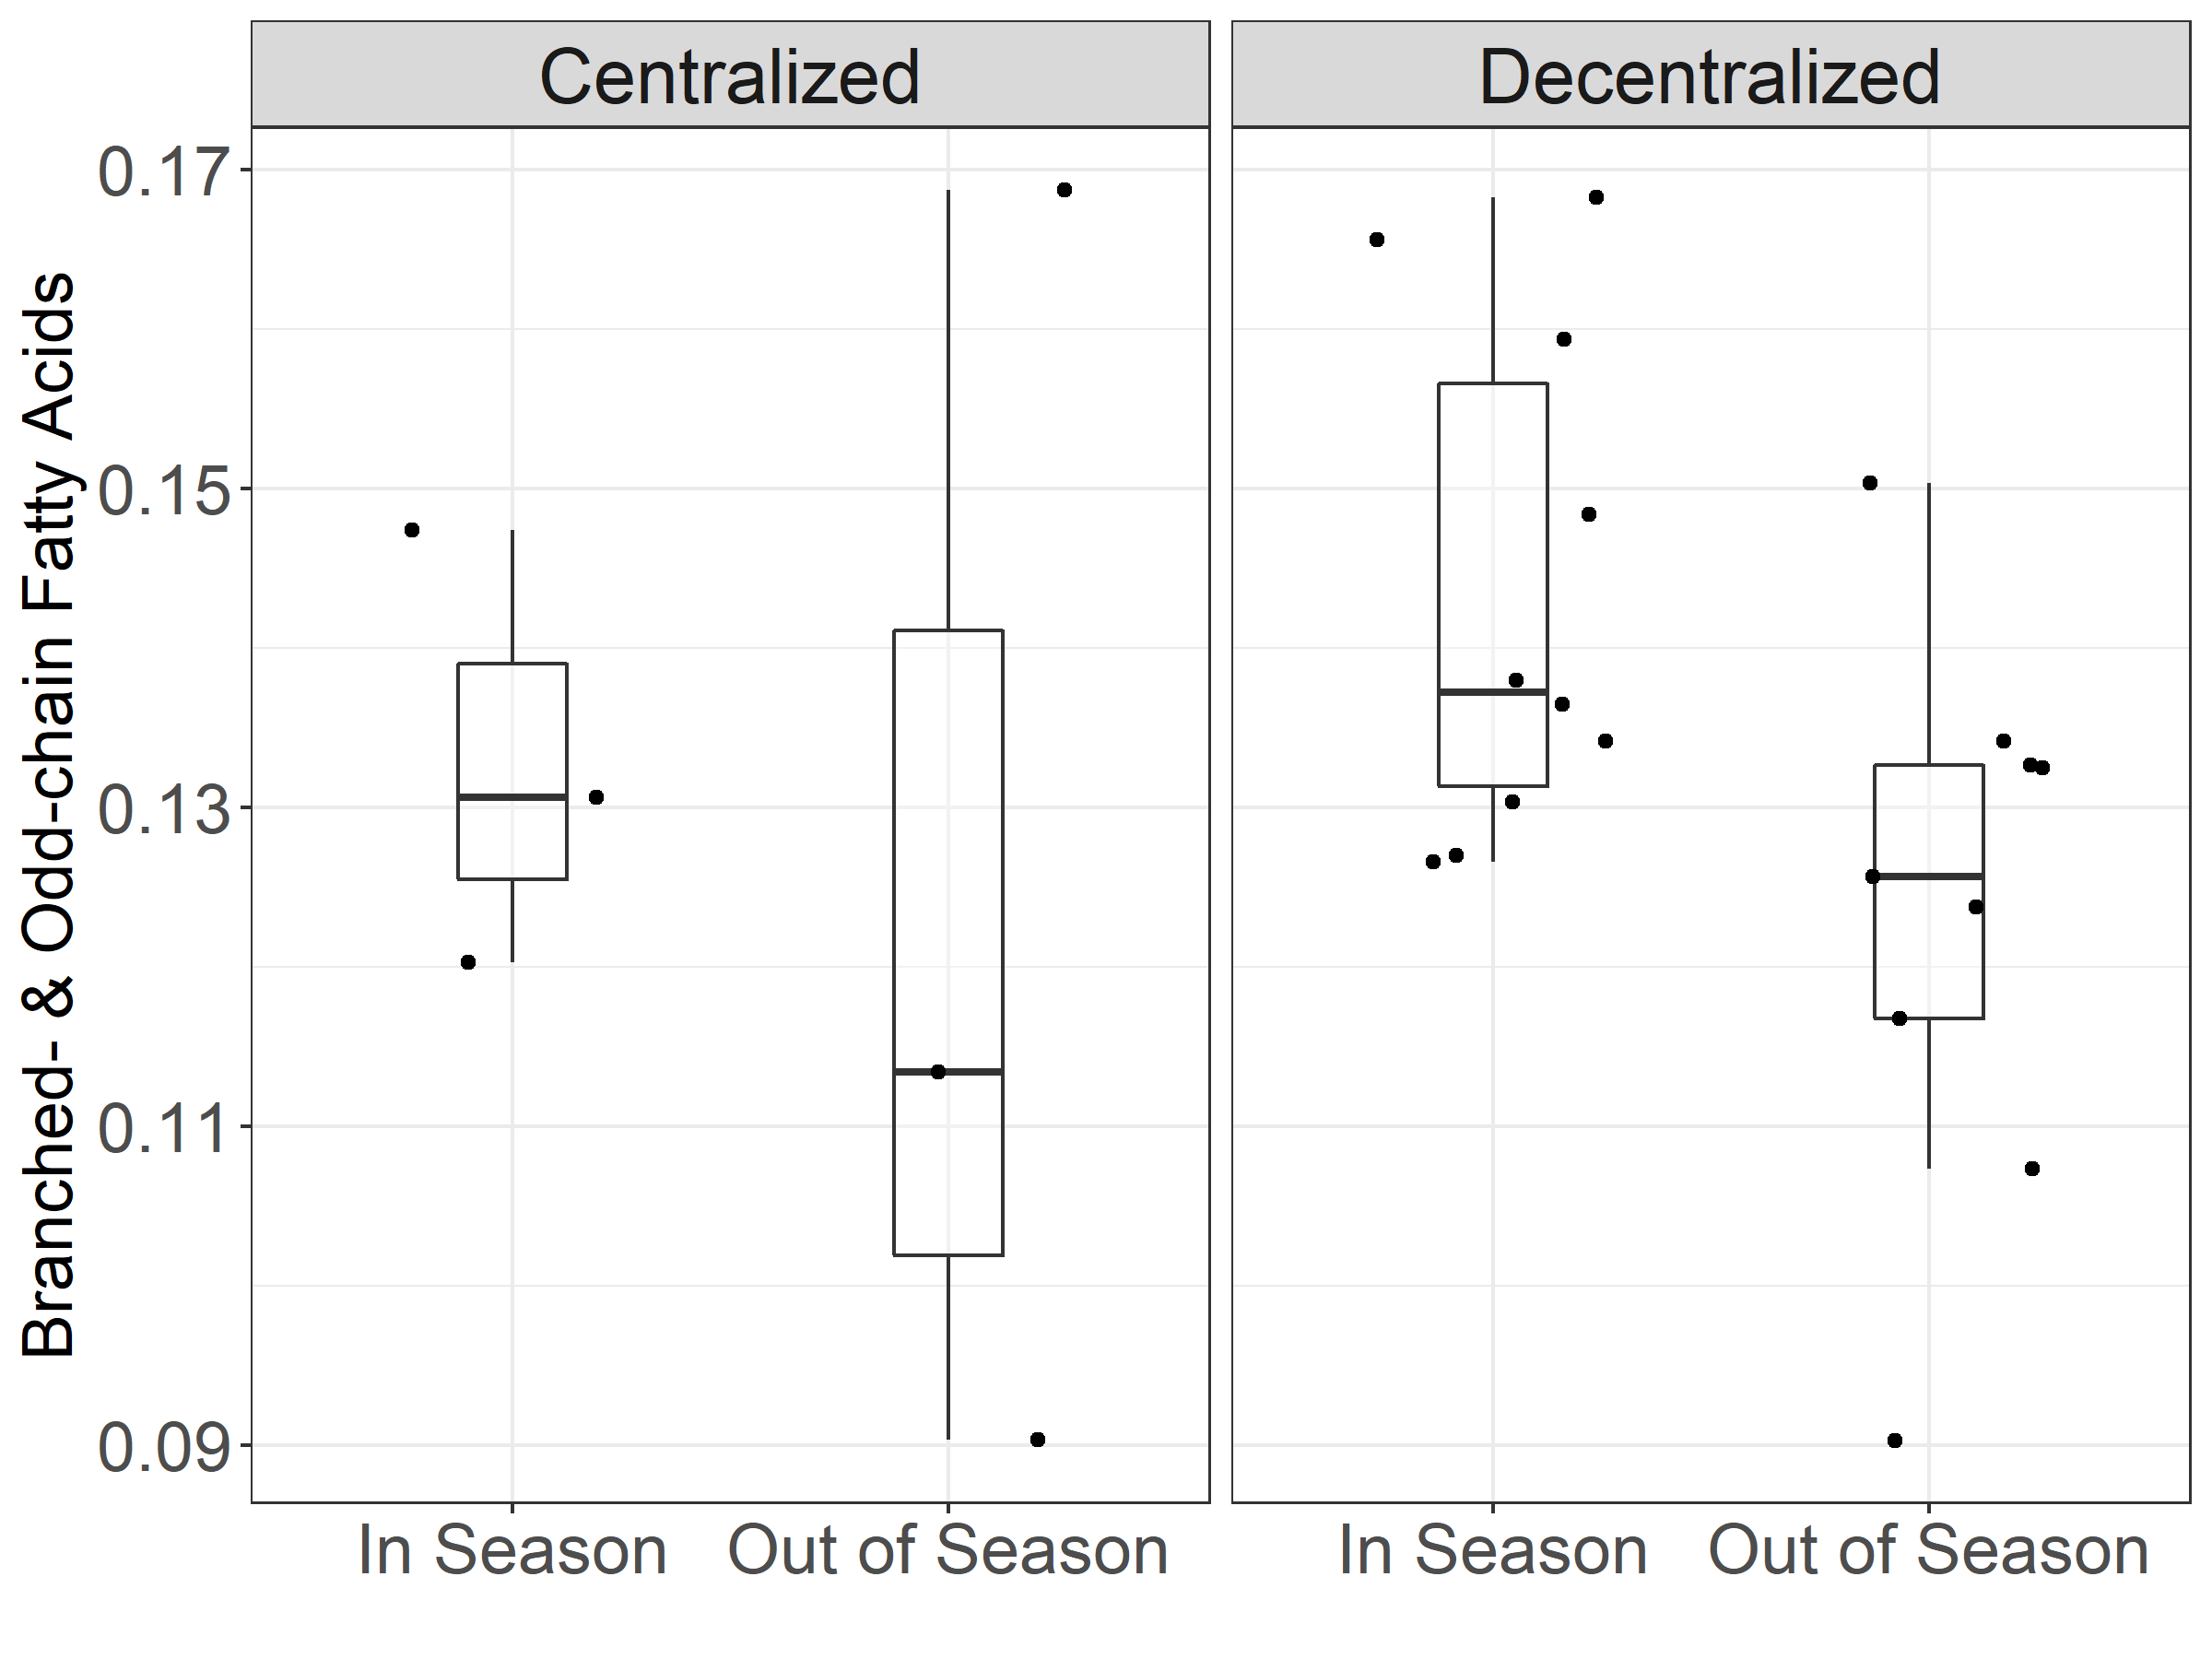 Centralized
Decentralized
Branched- & Odd-chain Fatty Acids
0.17
0.15
0.13
0.11
0.09
In Season
Out of Season
In Season
Out of Season